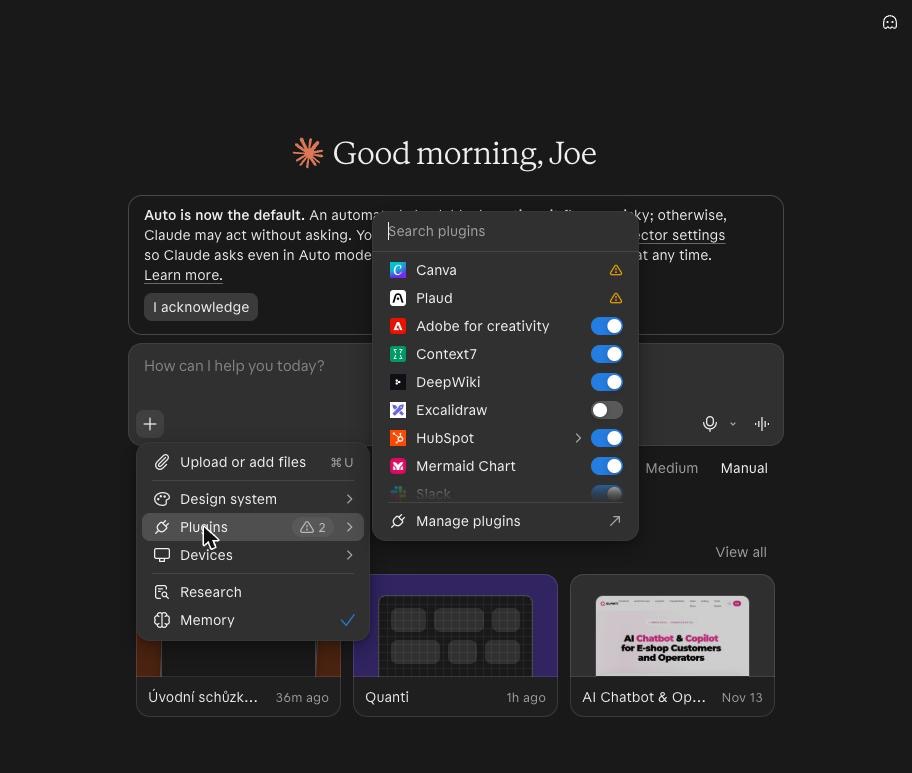 Good morning, Joe
Auto is now the default. An automat
ky; otherwise,
Claude may act without asking. Yo
ctor settings
so Claude asks even in Auto mode
at any time.
Learn more.
I acknowledge
How can I help you today?
Search plugins
Canva
Plaud
Adobe for creativity
Context7
DeepWiki
Excalidraw
HubSpot
Mermaid Chart
Slack
Manage plugins
Upload or add files ⌘U
Design system
Plugins 2
Devices
Research
Memory
Medium Manual
View all
QUANTI
AI Chatbot & Copilot
for E-shop Customers
and Operators
Úvodní schůzk... 36m ago
Quanti 1h ago
AI Chatbot & Op... Nov 13